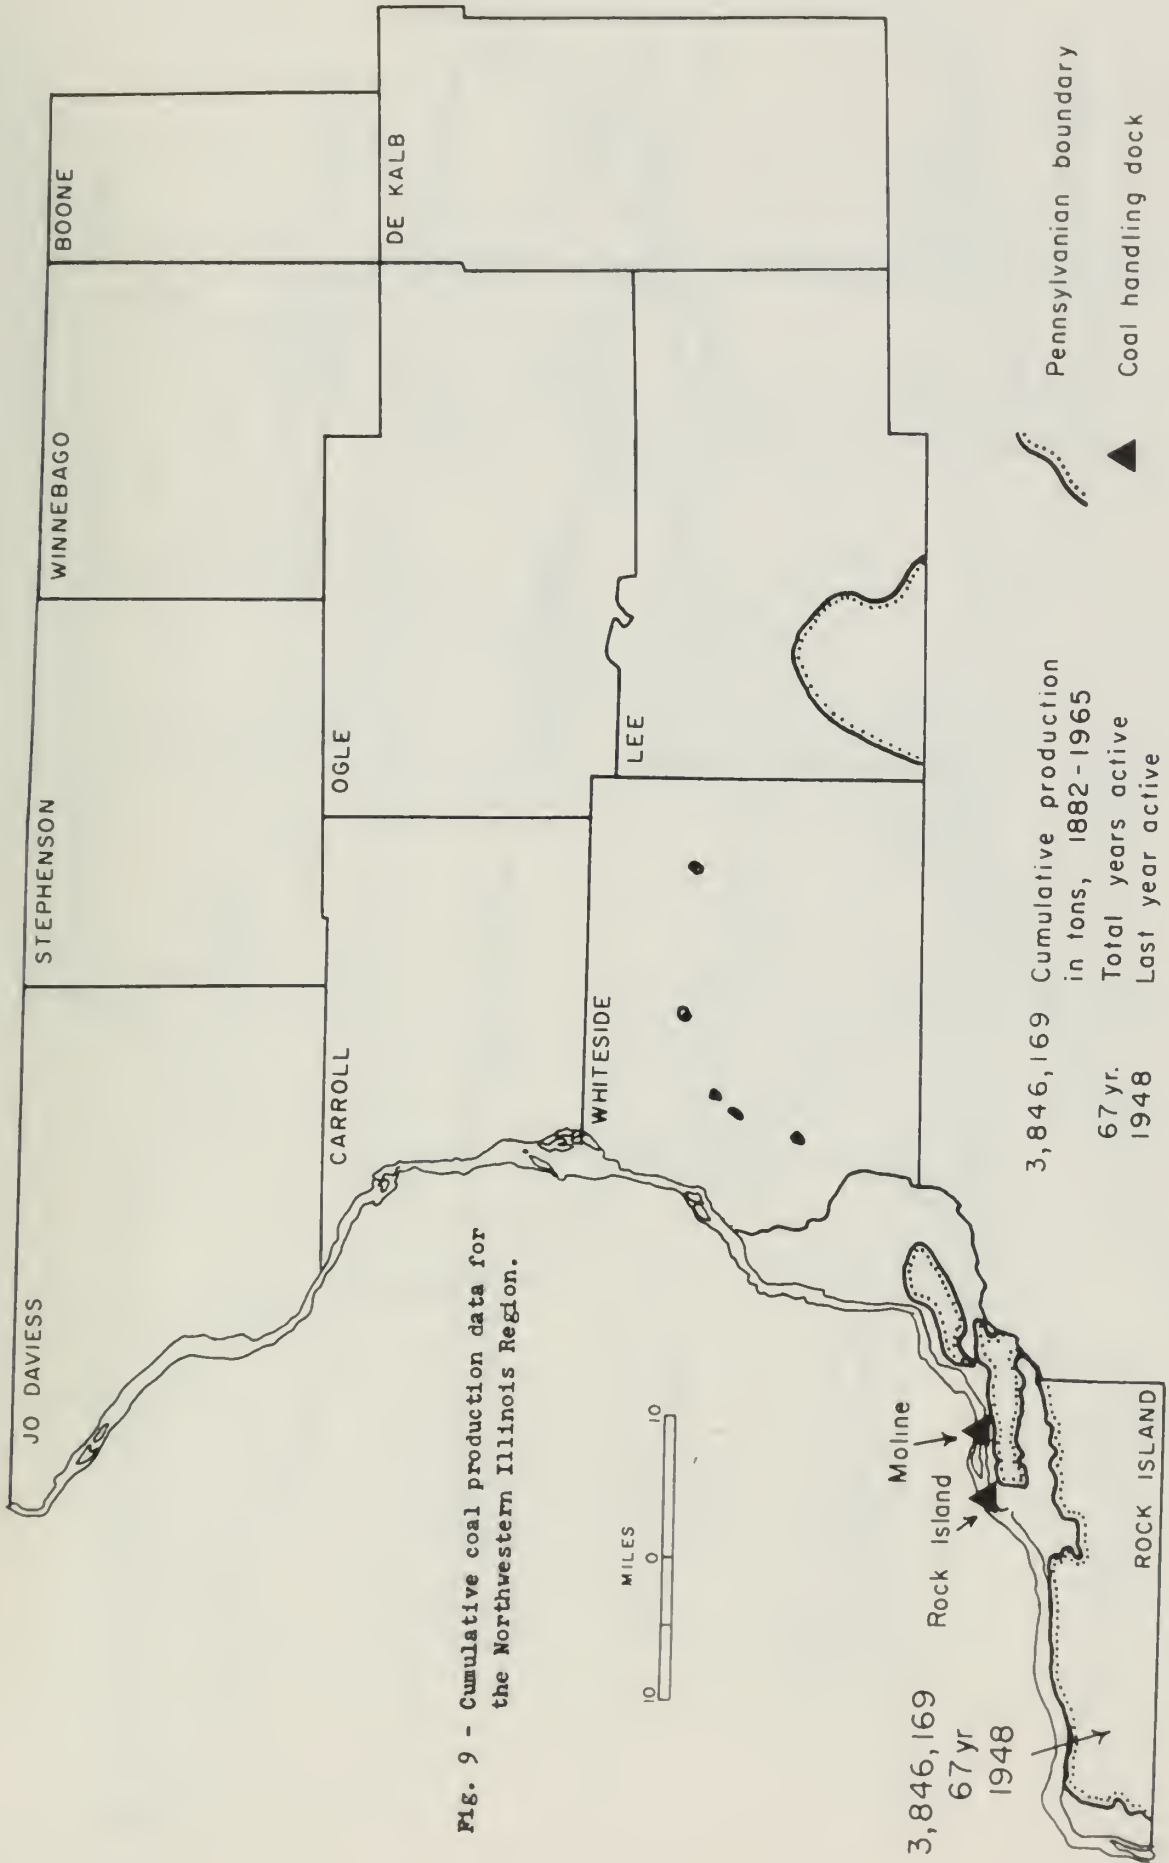 JO DAVIESS
STEPHENSON
WINNEBAGO
BOONE
CARROLL
OGLE
DE KALB
WHITESIDE
LEE
Fig. 9 - Cumulative coal production data for
the Northwestern Illinois Region.
MILES
10 0 10
Moline
Rock Island
3,846,169
67 yr
1948
ROCK ISLAND
3,846,169 Cumulative production
in tons, 1882-1965
67 yr. Total years active
1948 Last year active
Pennsylvanian boundary
Coal handling dock